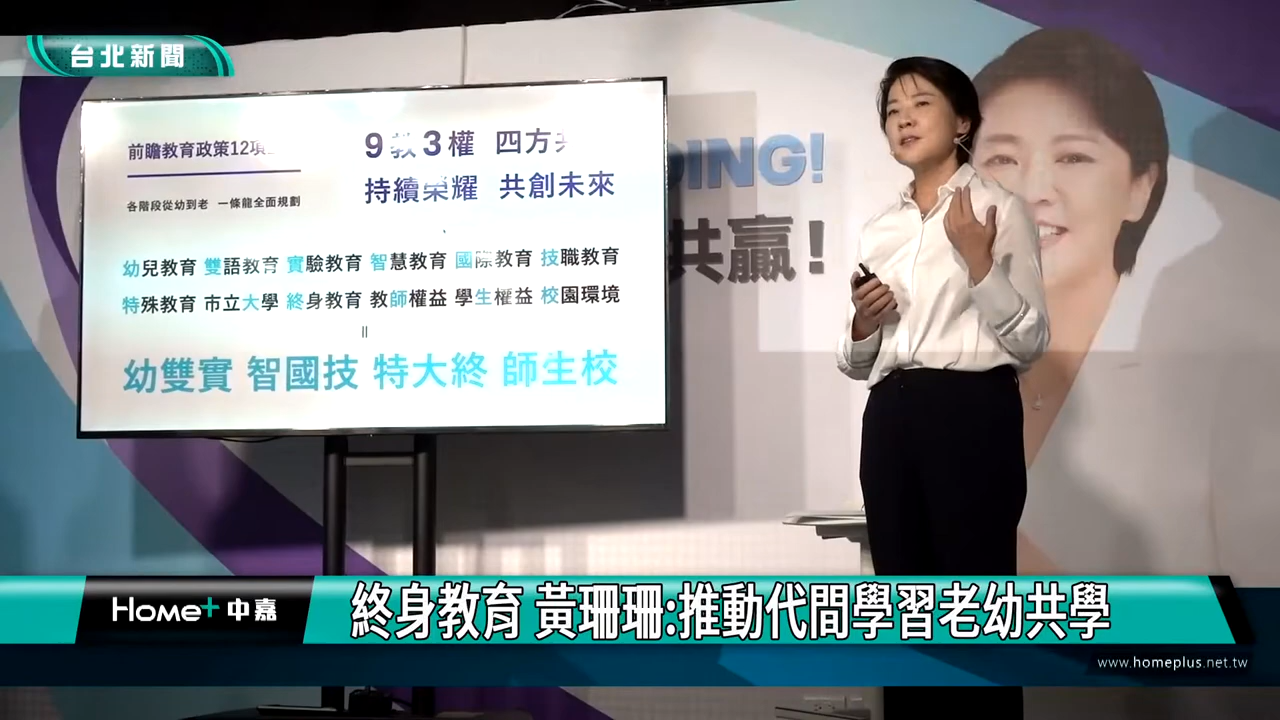 台北新聞
前瞻教育政策12項
各階段從幼到老 一條龍全面規劃
9教3權 四方共
持續榮耀 共創未來
DING!
共贏!
幼兒教育 雙語教育 實驗教育 智慧教育 國際教育 技職教育
特殊教育 市立大學 終身教育 教師權益 學生權益 校園環境
=
幼雙實 智國技 特大終 師生校
Home+ 中嘉
終身教育 黃珊珊:推動代間學習老幼共學
www.homeplus.net.tw